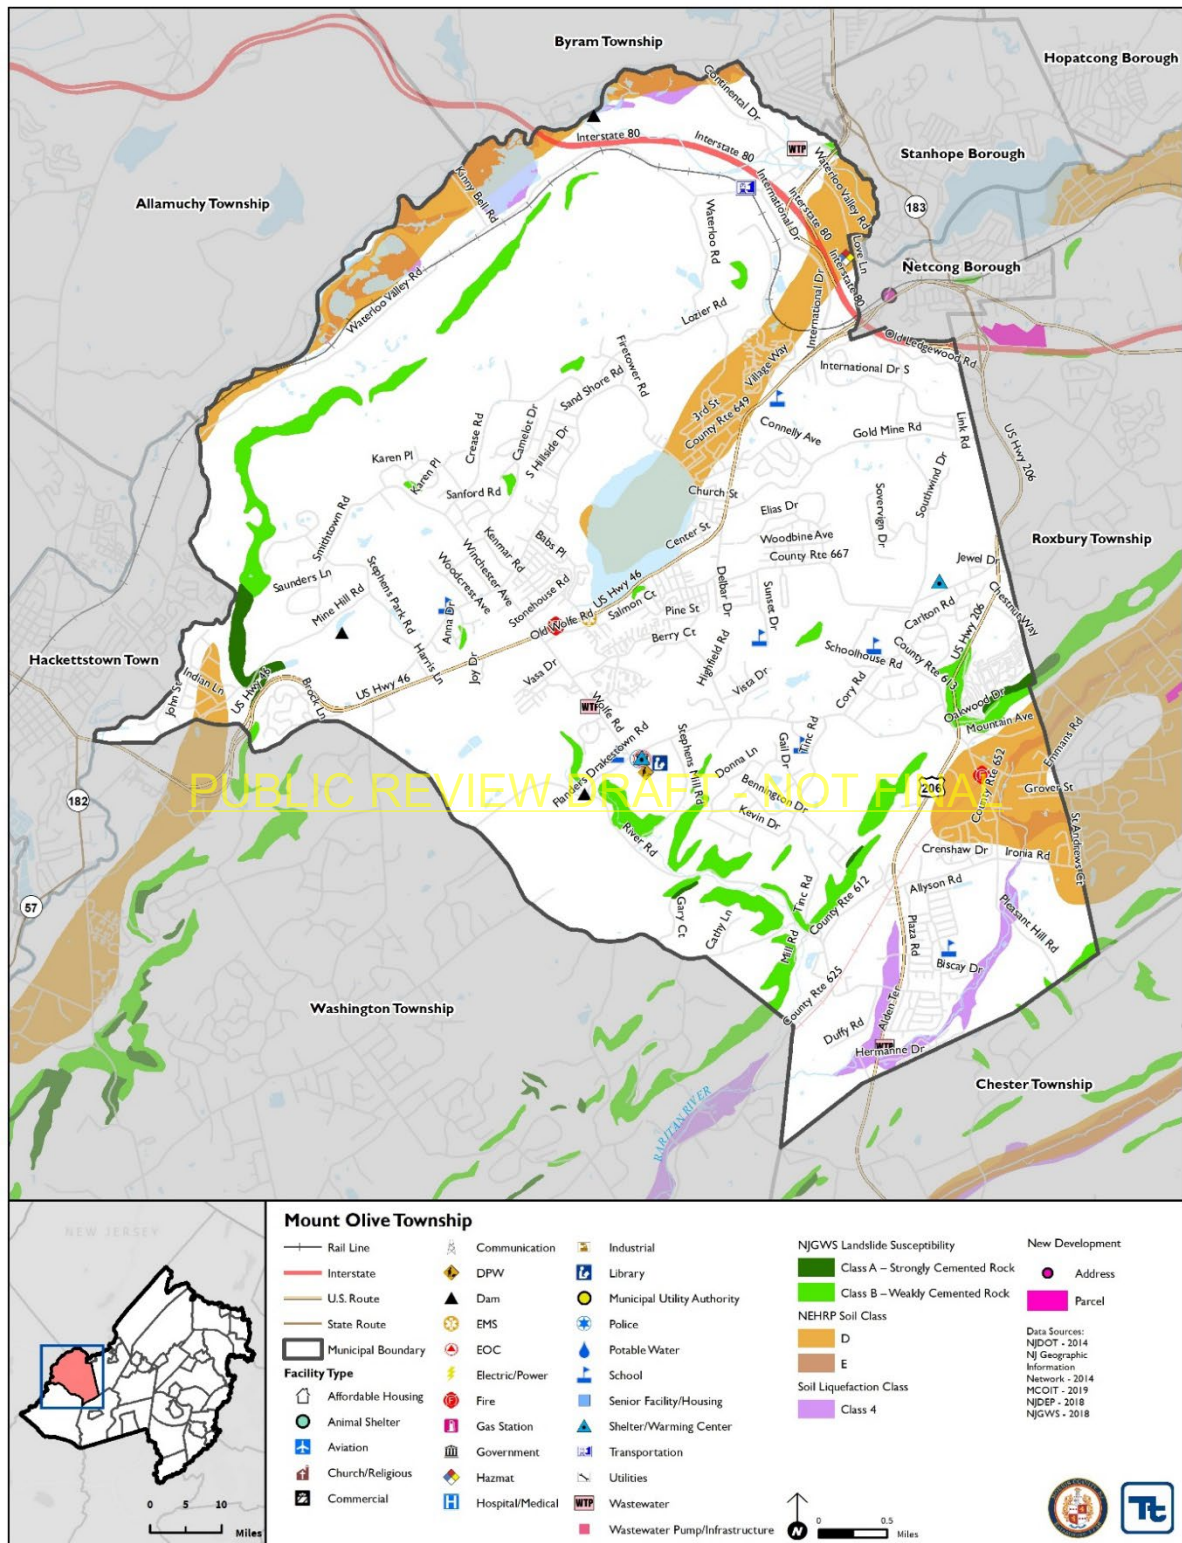 Byram Township
Hopatcong Borough
Continental Dr
Interstate 80
Interstate 80
WTP
Waterloo Valley Rd
Stanhope Borough
Kinny Bell Rd
International Dr
Interstate 80
183
Allamuchy Township
Waterloo Rd
Love Ln
Interstate 80
Netcong Borough
Waterloo Valley Rd
Lozier Rd
International Dr
Old Ledgewood Rd
Firetower Rd
Village Way
International Dr S
Sand Shore Rd
3rd St
County Rte 649
Connelly Ave
Gold Mine Rd
Link Rd
US Hwy 206
Crease Rd
Camelot Dr
S Hillside Dr
Karen Pl
Karen Pl
Sanford Rd
Church St
Southwind Dr
Sovervign Dr
Elias Dr
Smithtown Rd
Kenmar Rd
Babs Pl
Center St
Woodbine Ave
County Rte 667
Roxbury Township
Winchester Ave
Woodcrest Ave
Jewel Dr
Saunders Ln
Stephens Park Rd
Mine Hill Rd
Stonehouse Rd
US Hwy 46
Salmon Ct
Delbar Dr
Sunset Dr
Chestnut Way
Anna Dr
Old Wolfe Rd
Pine St
Carlton Rd
US Hwy 206
Berry Ct
Highfield Rd
Schoolhouse Rd
County Rte 613
Hackettstown Town
Harris Ln
Joy Dr
Vasa Dr
Vista Dr
Cory Rd
Indian Ln
John St
US Hwy 46
Brock Ln
US Hwy 46
Oakwood Dr
Mountain Ave
WTP
Wolfe Rd
Flanders Drakestown Rd
Stephens Mill Rd
Donna Ln
Gail Dr
Tinc Rd
Emmans Rd
County Rte 652
PUBLIC REVIEW DRAFT - NOT FINAL
182
Bennington Dr
206
Grover St
Kevin Dr
River Rd
Crenshaw Dr
Ironia Rd
St Andrews Ct
57
Allyson Rd
Gary Ct
Cathy Ln
Tinc Rd
County Rte 612
Plaza Rd
Pleasant Hill Rd
Mill Rd
Biscay Dr
Washington Township
County Rte 625
Alden Ter
Duffy Rd
WTP
Hermanne Dr
Chester Township
RARITAN RIVER
NEW JERSEY
0 5 10
Miles
Mount Olive Township
Rail Line
Interstate
U.S. Route
State Route
Municipal Boundary
Facility Type
Affordable Housing
Animal Shelter
Aviation
Church/Religious
Commercial
Communication
DPW
Dam
EMS
EOC
Electric/Power
Fire
Gas Station
Government
Hazmat
H Hospital/Medical
Industrial
Library
Municipal Utility Authority
Police
Potable Water
School
Senior Facility/Housing
Shelter/Warming Center
Transportation
Utilities
WTP Wastewater
Wastewater Pump/Infrastructure
NJGWS Landslide Susceptibility
Class A – Strongly Cemented Rock
Class B – Weakly Cemented Rock
NEHRP Soil Class
D
E
Soil Liquefaction Class
Class 4
New Development
Address
Parcel
Data Sources:
NJDOT - 2014
NJ Geographic
Information
Network - 2014
MCOIT - 2019
NJDEP - 2018
NJGWS - 2018
N
0 0.5
Miles
Tt